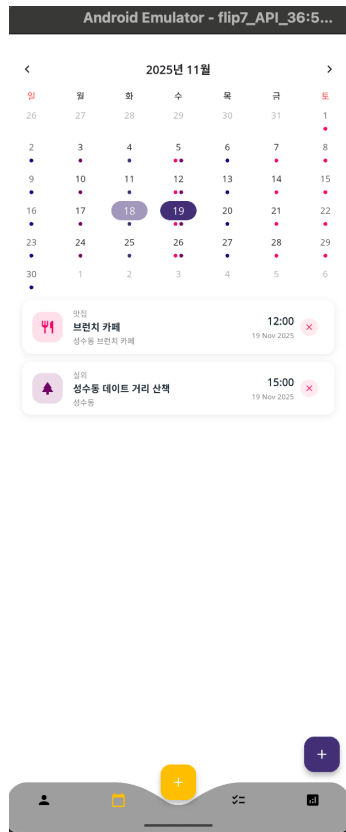 Android Emulator - flip7_API_36:5...
2025년 11월
일 월 화 수 목 금 토
26 27 28 29 30 31 1
2 3 4 5 6 7 8
9 10 11 12 13 14 15
16 17 18 19 20 21 22
23 24 25 26 27 28 29
30 1 2 3 4 5 6
맛집
브런치 카페 12:00
성수동 브런치 카페 19 Nov 2025
실외
성수동 데이트 거리 산책 15:00
성수동 19 Nov 2025